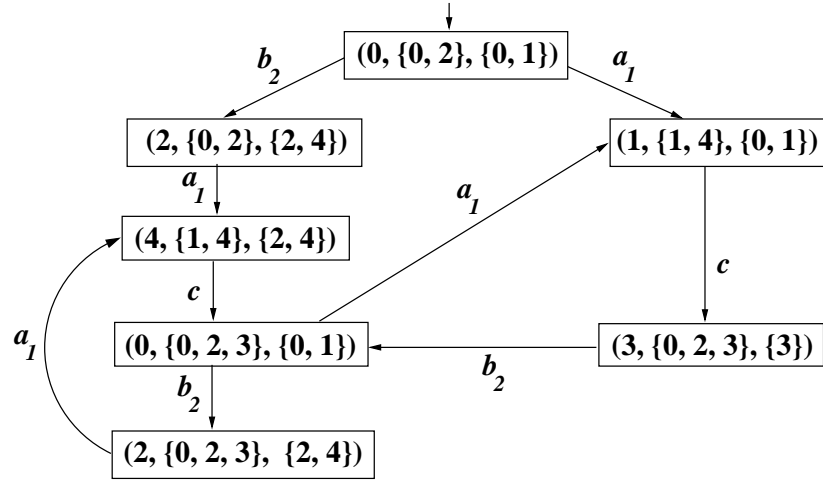 (0, {0, 2}, {0, 1})
b2
a1
(2, {0, 2}, {2, 4})
(1, {1, 4}, {0, 1})
a1
a1
(4, {1, 4}, {2, 4})
c
c
a1
(0, {0, 2, 3}, {0, 1})
(3, {0, 2, 3}, {3})
b2
b2
(2, {0, 2, 3}, {2, 4})